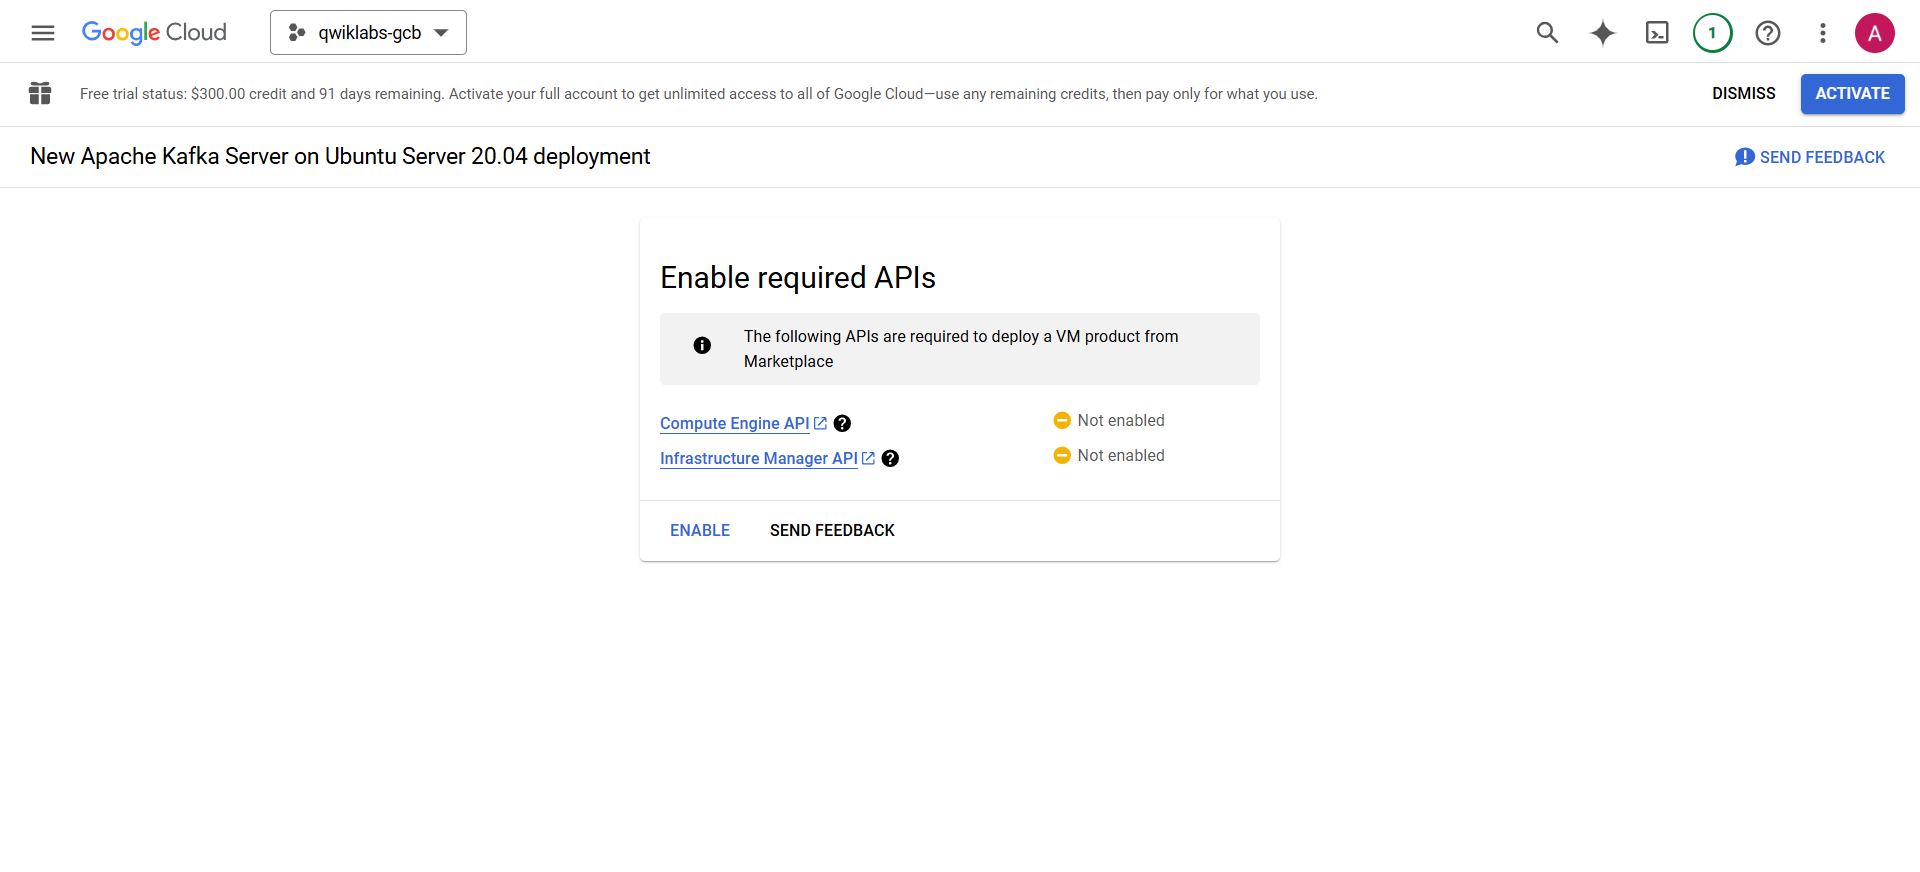 Google Cloud
qwiklabs-gcb
1
A
Free trial status: $300.00 credit and 91 days remaining. Activate your full account to get unlimited access to all of Google Cloud—use any remaining credits, then pay only for what you use.
DISMISS
ACTIVATE
New Apache Kafka Server on Ubuntu Server 20.04 deployment
SEND FEEDBACK
Enable required APIs
The following APIs are required to deploy a VM product from
Marketplace
Compute Engine API
Not enabled
Infrastructure Manager API
Not enabled
ENABLE
SEND FEEDBACK